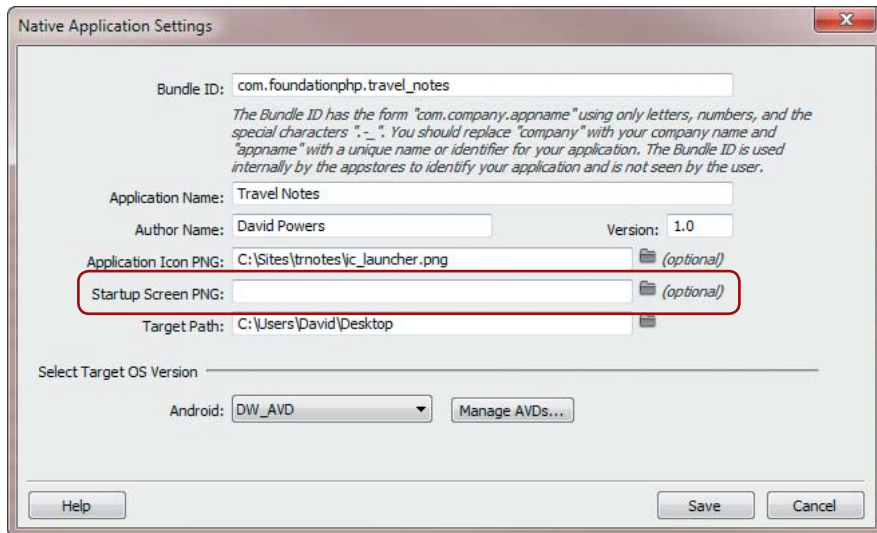 Native Application Settings
Bundle ID: com.foundationphp.travel_notes
The Bundle ID has the form "com.company.appname" using only letters, numbers, and the
special characters ".-_". You should replace "company" with your company name and
"appname" with a unique name or identifier for your application. The Bundle ID is used
internally by the appstores to identify your application and is not seen by the user.
Application Name: Travel Notes
Author Name: David Powers Version: 1.0
Application Icon PNG: C:\Sites\trnotes\ic_launcher.png (optional)
Startup Screen PNG: (optional)
Target Path: C:\Users\David\Desktop
Select Target OS Version
Android: DW_AVD Manage AVDs...
Help Save Cancel